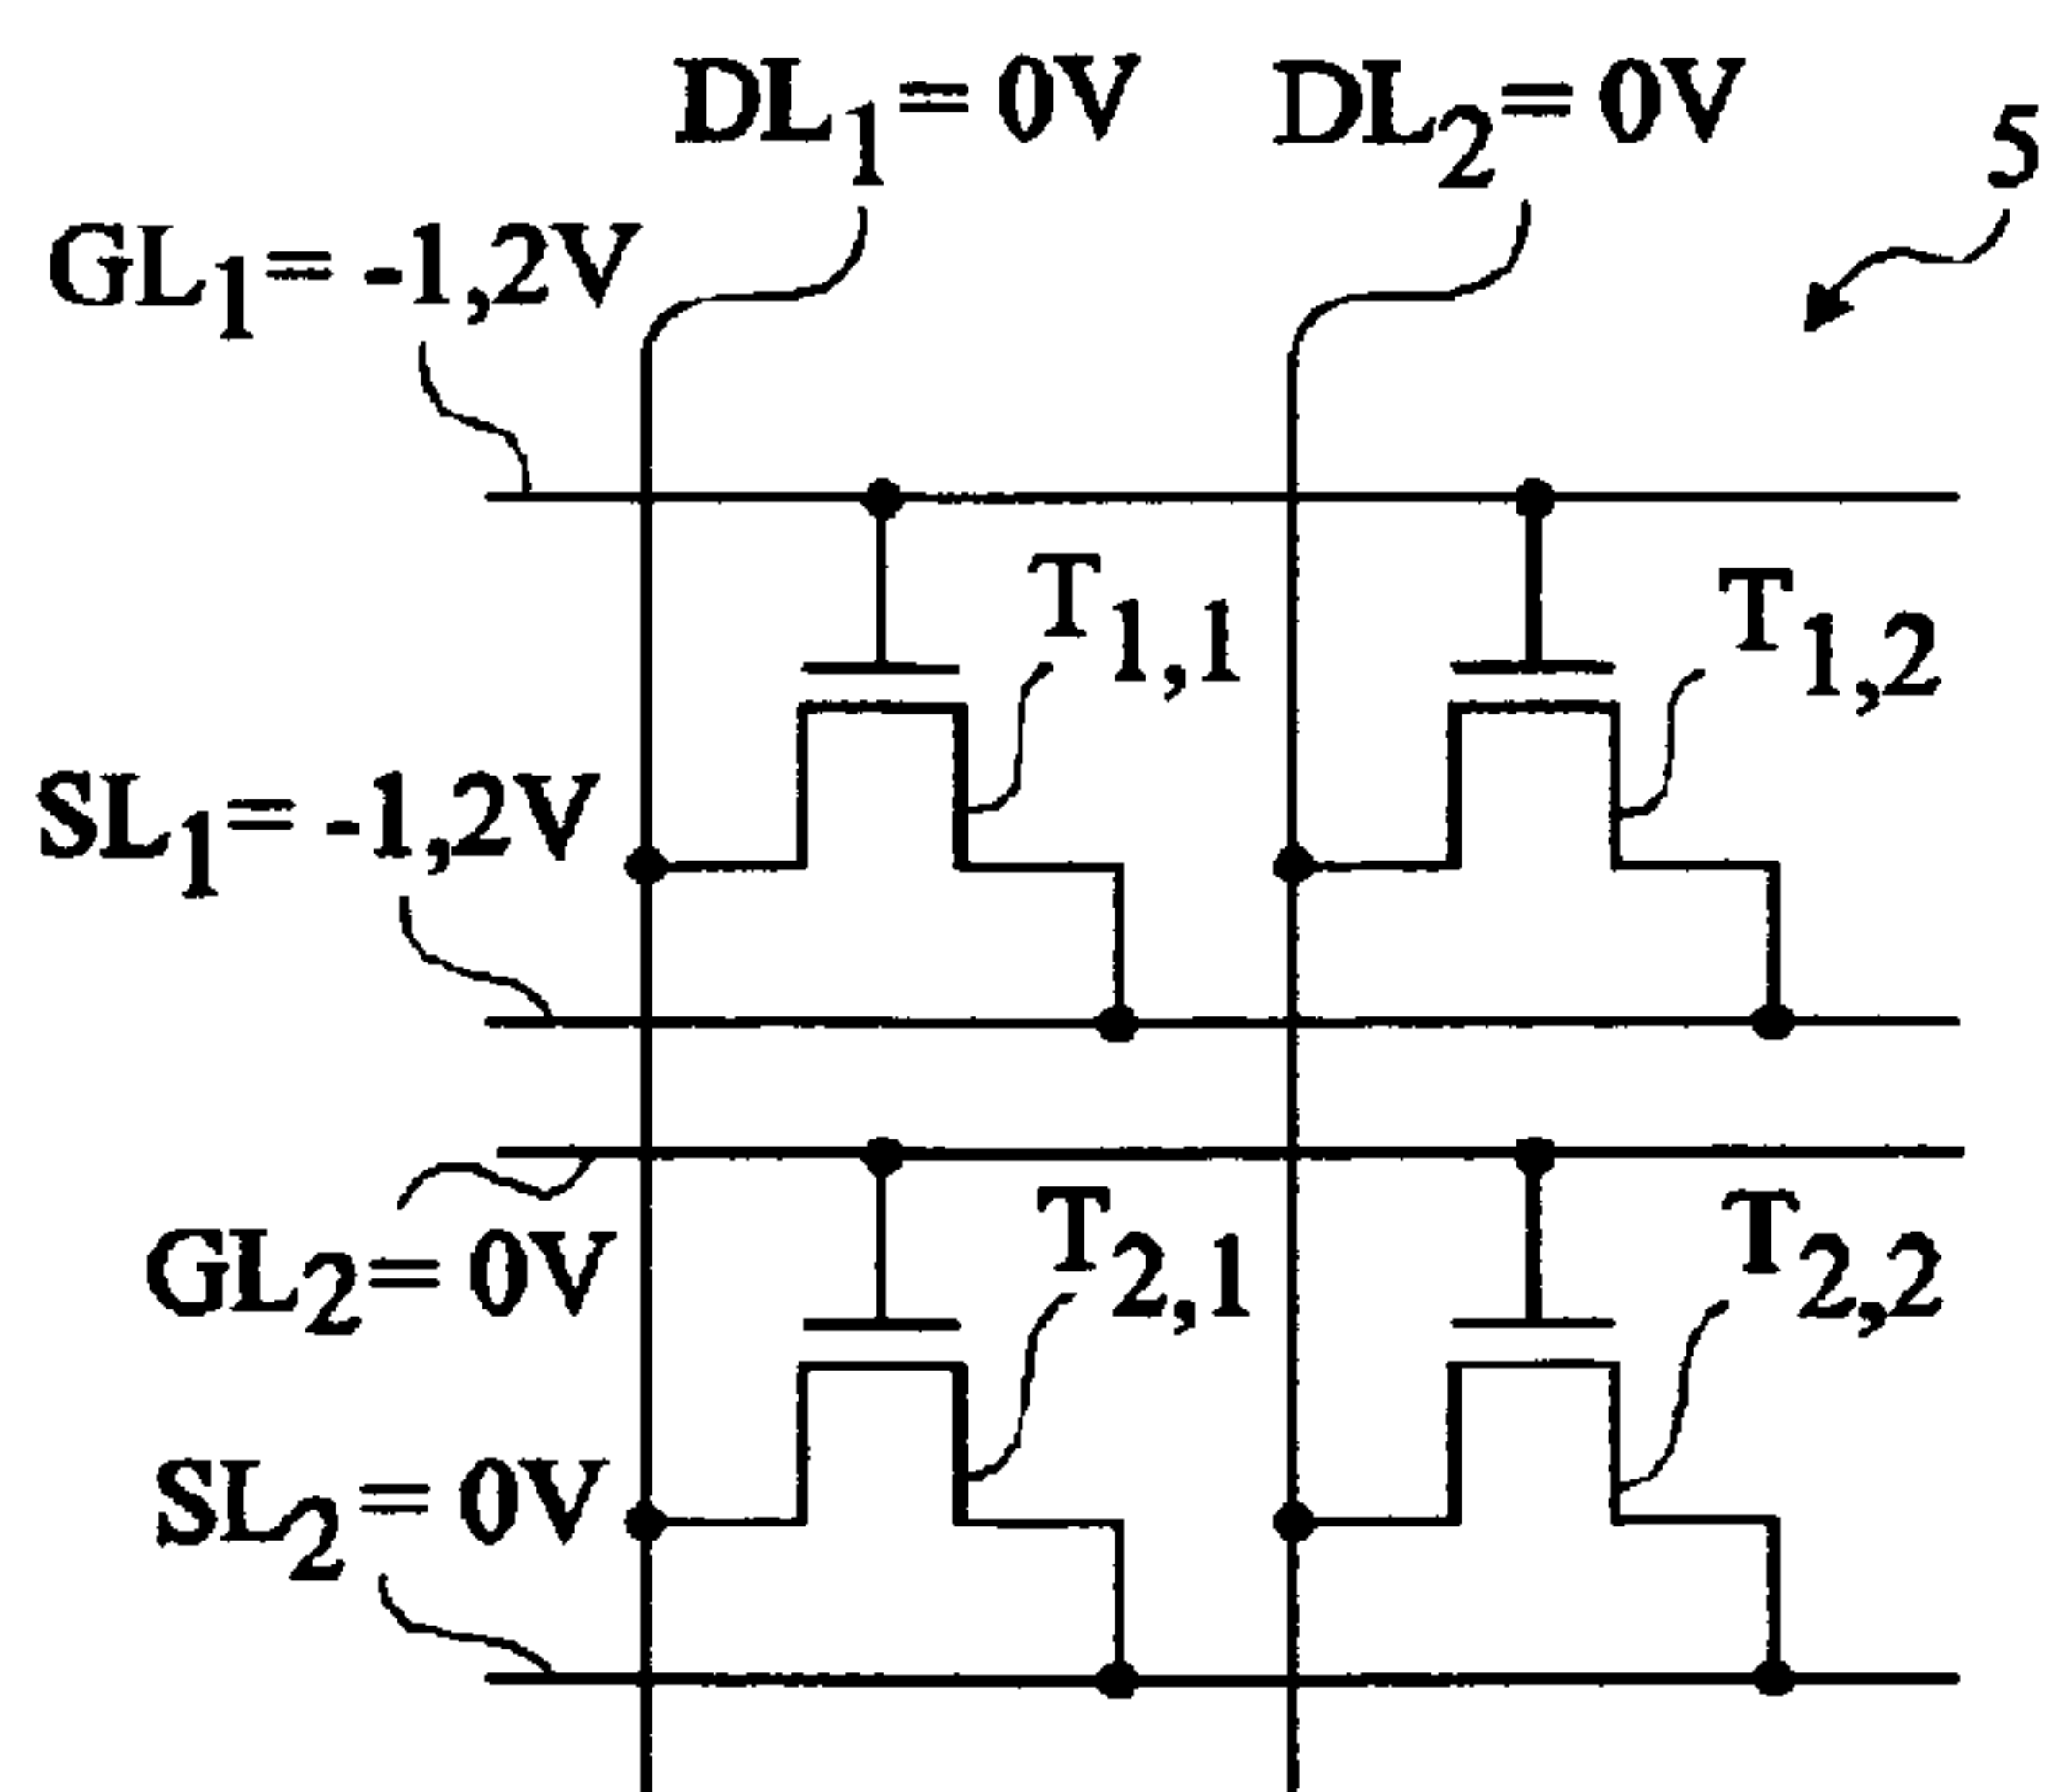 DL1= 0V
DL2= 0V
5
GL1= -1,2V
T1,1
T1,2
SL1= -1,2V
GL2= 0V
T2,1
T2,2
SL2= 0V